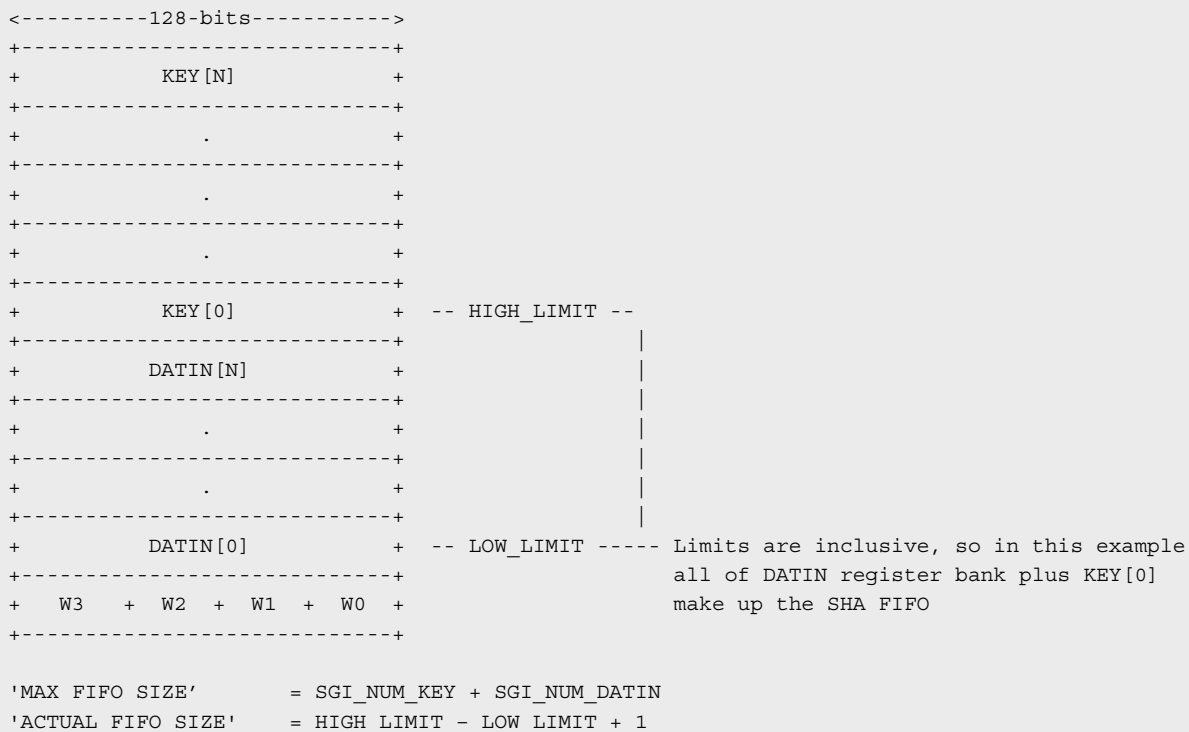 <----------128-bits----------->
+-----------------------------+
+           KEY[N]            +
+-----------------------------+
+              .              +
+-----------------------------+
+              .              +
+-----------------------------+
+              .              +
+-----------------------------+
+           KEY[0]            +  -- HIGH_LIMIT --
+-----------------------------+                   |
+          DATIN[N]           +                   |
+-----------------------------+                   |
+              .              +                   |
+-----------------------------+                   |
+              .              +                   |
+-----------------------------+                   |
+          DATIN[0]           +  -- LOW_LIMIT ----- Limits are inclusive, so in this example
+-----------------------------+                     all of DATIN register bank plus KEY[0]
+   W3   +  W2  +  W1  +  W0  +                     make up the SHA FIFO
+-----------------------------+
'MAX FIFO SIZE’       = SGI_NUM_KEY + SGI_NUM_DATIN
'ACTUAL FIFO SIZE'    = HIGH LIMIT – LOW LIMIT + 1